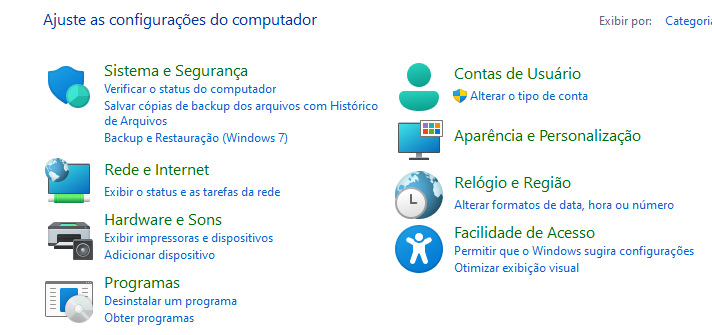 Ajuste as configurações do computador
Exibir por:
Sistema e Segurança
Verificar o status do computador
Salvar cópias de backup dos arquivos com Histórico
de Arquivos
Backup e Restauração (Windows 7)
Rede e Internet
Exibir o status e as tarefas da rede
Hardware e Sons
Exibir impressoras e dispositivos
Adicionar dispositivo
Programas
Desinstalar um programa
Obter programas
Contas de Usuário
Alterar o tipo de conta
Aparência e Personalização
Relógio e Região
Alterar formatos de data, hora ou número
Facilidade de Acesso
Permitir que o Windows sugira configurações
Otimizar exibição visual